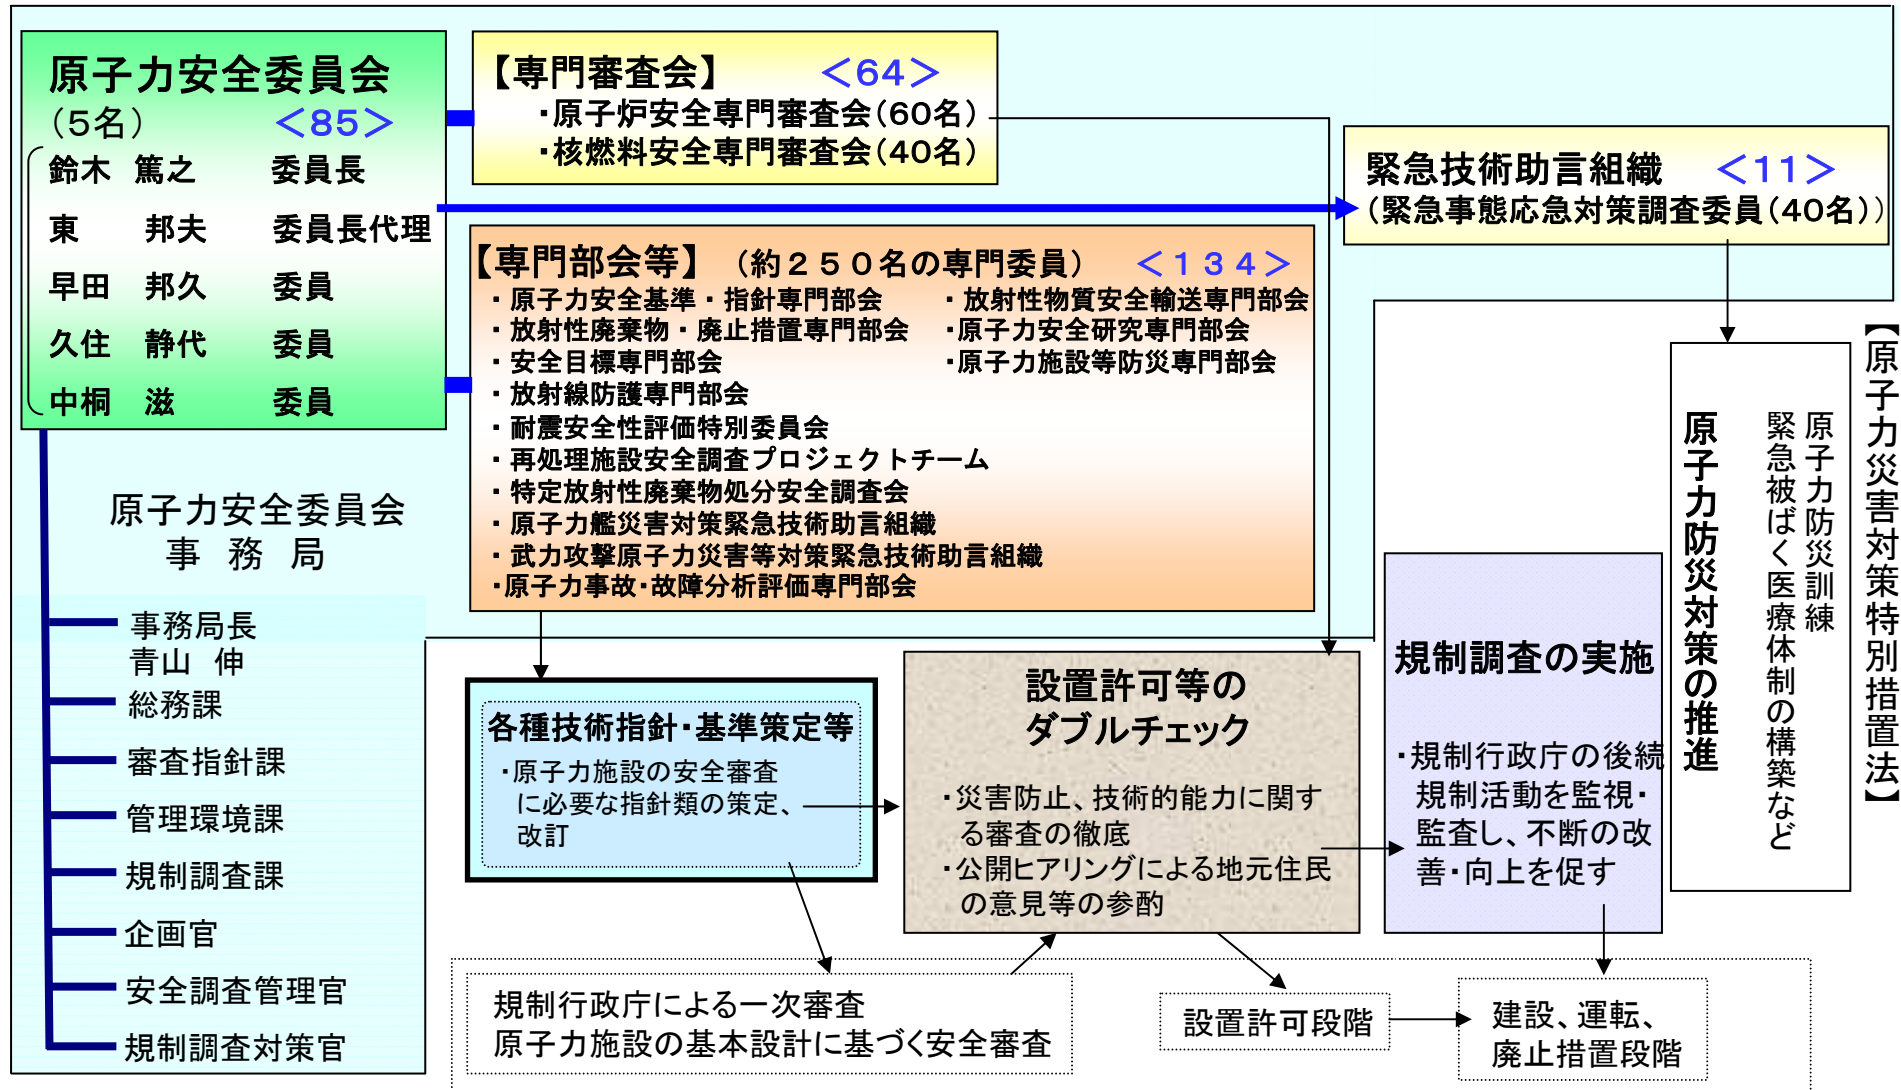 原子力安全委員会
（5名） ＜85＞
鈴木 篤之 委員長
東 邦夫 委員長代理
早田 邦久 委員
久住 静代 委員
中桐 滋 委員
【専門審査会】 ＜64＞
・原子炉安全専門審査会（60名）
・核燃料安全専門審査会（40名）
緊急技術助言組織 ＜11＞
（緊急事態応急対策調査委員（40名））
【専門部会等】（約２５０名の専門委員） ＜１３４＞
・原子力安全基準・指針専門部会 ・放射性物質安全輸送専門部会
・放射性廃棄物・廃止措置専門部会 ・原子力安全研究専門部会
・安全目標専門部会 ・原子力施設等防災専門部会
・放射線防護専門部会
・耐震安全性評価特別委員会
・再処理施設安全調査プロジェクトチーム
・特定放射性廃棄物処分安全調査会
・原子力艦災害対策緊急技術助言組織
・武力攻撃原子力災害等対策緊急技術助言組織
・原子力事故・故障分析評価専門部会
原子力安全委員会
事 務 局
事務局長
青山 伸
総務課
審査指針課
管理環境課
規制調査課
企画官
安全調査管理官
規制調査対策官
各種技術指針・基準策定等
・原子力施設の安全審査
に必要な指針類の策定、
改訂
設置許可等の
ダブルチェック
・災害防止、技術的能力に関す
る審査の徹底
・公開ヒアリングによる地元住民
の意見等の参酌
規制調査の実施
・規制行政庁の後続
規制活動を監視・
監査し、不断の改
善・向上を促す
【原子力災害対策特別措置法】
原子力防災訓練
緊急被ばく医療体制の構築など
原子力防災対策の推進
規制行政庁による一次審査
原子力施設の基本設計に基づく安全審査
設置許可段階
建設、運転、
廃止措置段階